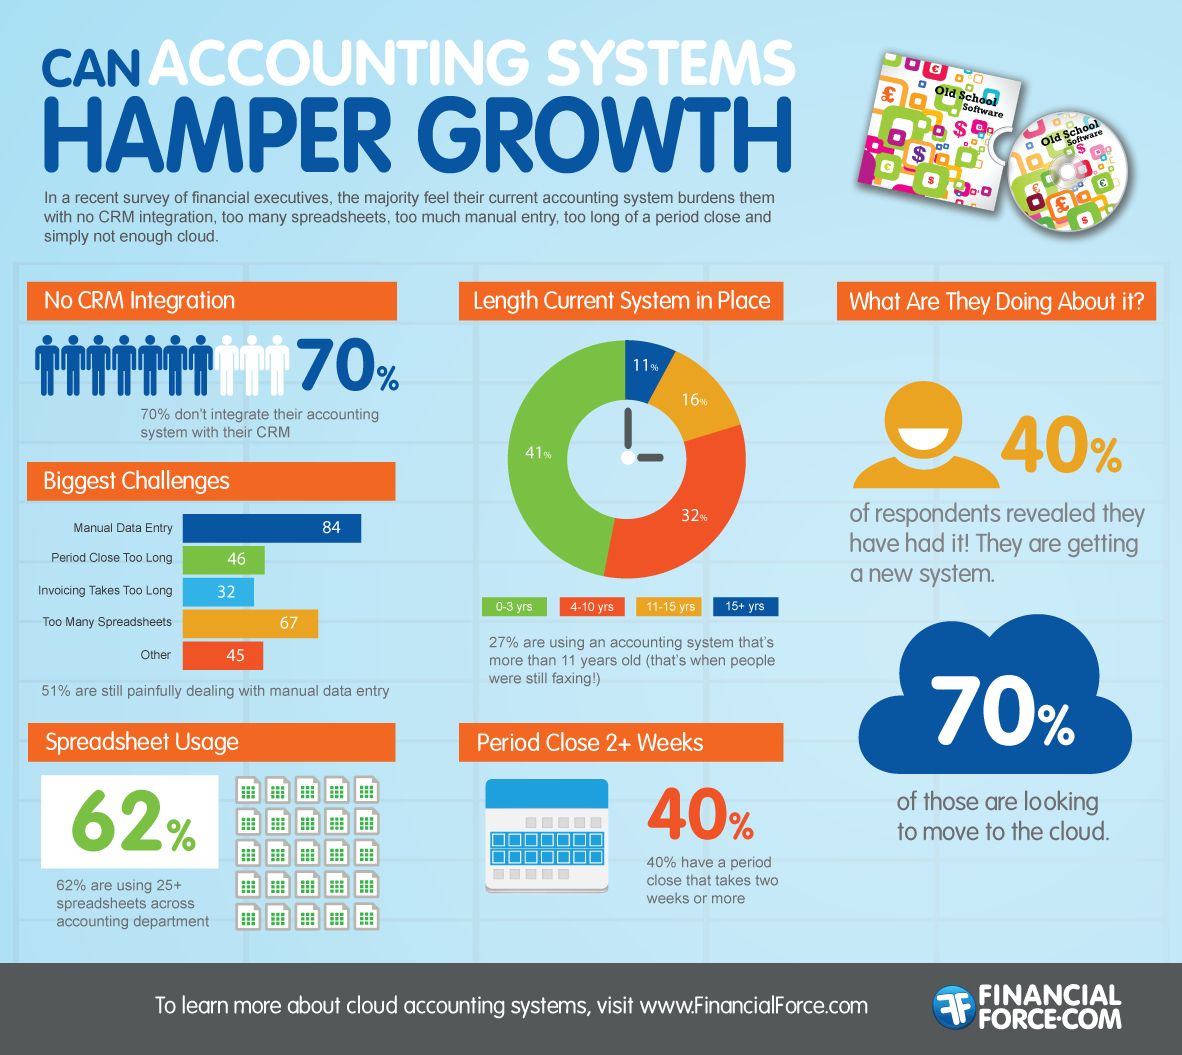 CAN ACCOUNTING SYSTEMS
HAMPER GROWTH
In a recent survey of financial executives, the majority feel their current accounting system burdens them
with no CRM integration, too many spreadsheets, too much manual entry, too long of a period close and
simply not enough cloud.
Old School
Software
Old School
Software
No CRM Integration
70%
70% don't integrate their accounting
system with their CRM
Biggest Challenges
Manual Data Entry 84
Period Close Too Long 46
Invoicing Takes Too Long 32
Too Many Spreadsheets 67
Other 45
51% are still painfully dealing with manual data entry
Spreadsheet Usage
62%
62% are using 25+
spreadsheets across
accounting department
Length Current System in Place
11%
16%
41%
32%
0-3 yrs 4-10 yrs 11-15 yrs 15+ yrs
27% are using an accounting system that's
more than 11 years old (that's when people
were still faxing!)
Period Close 2+ Weeks
40%
40% have a period
close that takes two
weeks or more
What Are They Doing About it?
40%
of respondents revealed they
have had it! They are getting
a new system.
70%
of those are looking
to move to the cloud.
To learn more about cloud accounting systems, visit www.FinancialForce.com
FINANCIAL
FORCE.COM